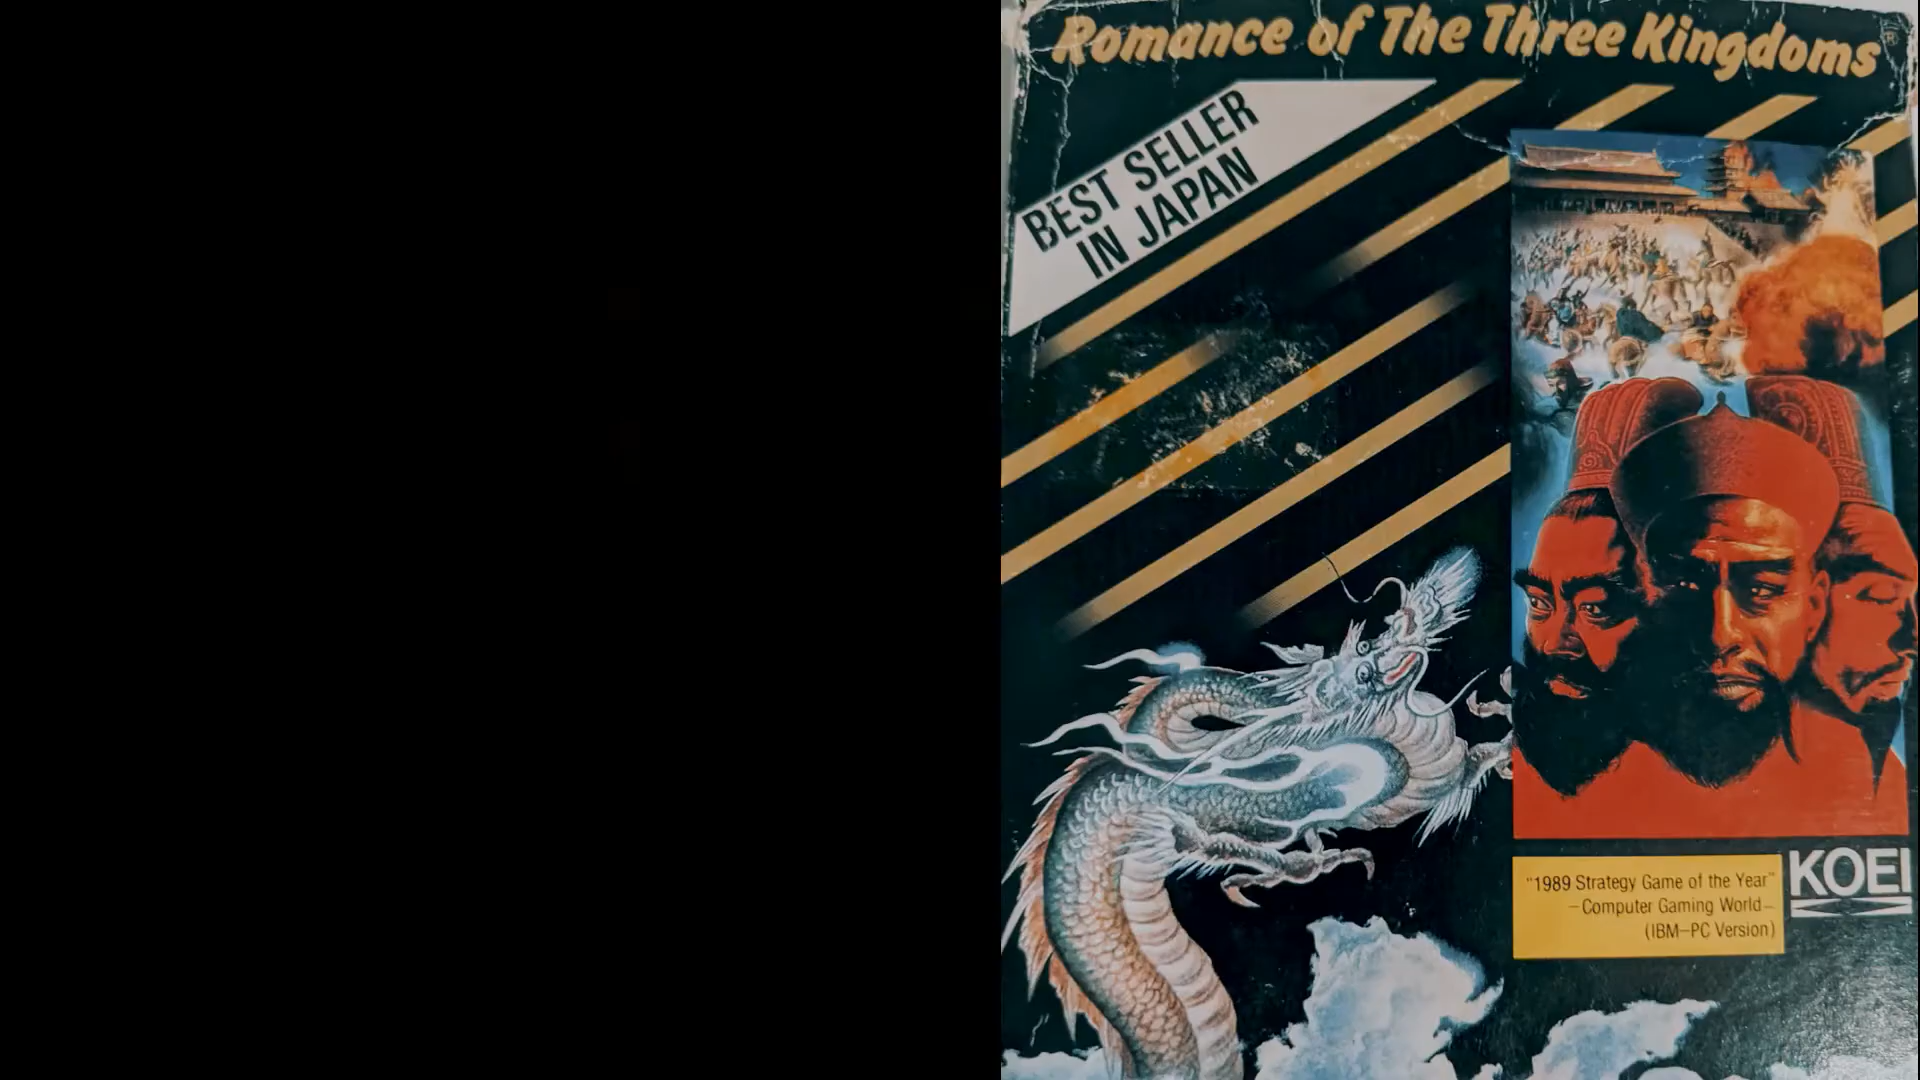 Romance of The Three Kingdoms®
BEST SELLER
IN JAPAN
"1989 Strategy Game of the Year"
—Computer Gaming World—
(IBM—PC Version)
KOEI